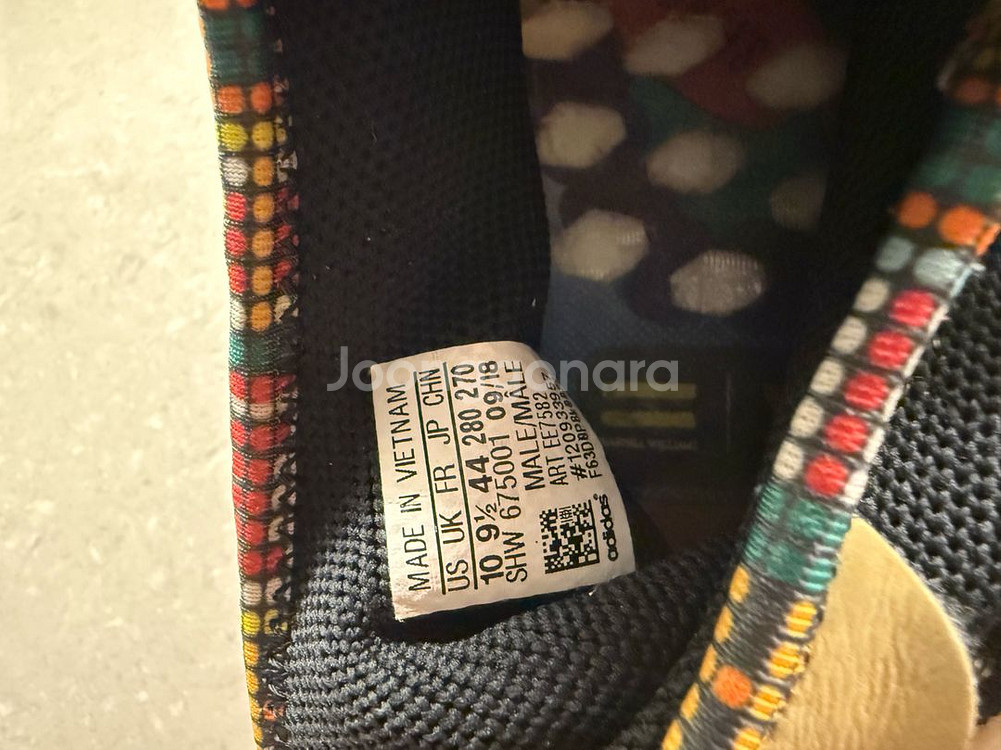 MADE IN VIETNAM
US UK FR JP CHN
10 9½ 44 280 270
SHW 675001 09/18
MALE/MÂLE
ART EE7582
adidas